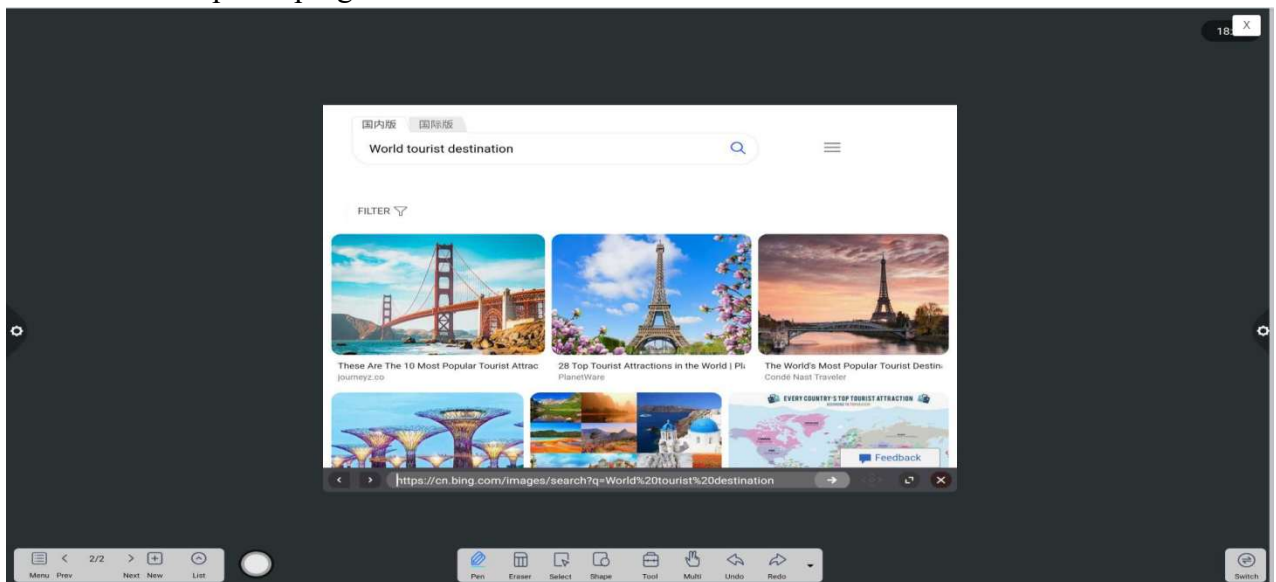 18:
X
国内版 国际版
World tourist destination
FILTER
These Are The 10 Most Popular Tourist Attrac
journeyz.co
28 Top Tourist Attractions in the World | Pla
PlanetWare
The World's Most Popular Tourist Destin
Condé Nast Traveler
EVERY COUNTRY'S TOP TOURIST ATTRACTION
Feedback
https://cn.bing.com/images/search?q=World%20tourist%20destination
2/2
Menu Prev Next New List
Pen Eraser Select Shape Tool Multi Undo Redo
Switch